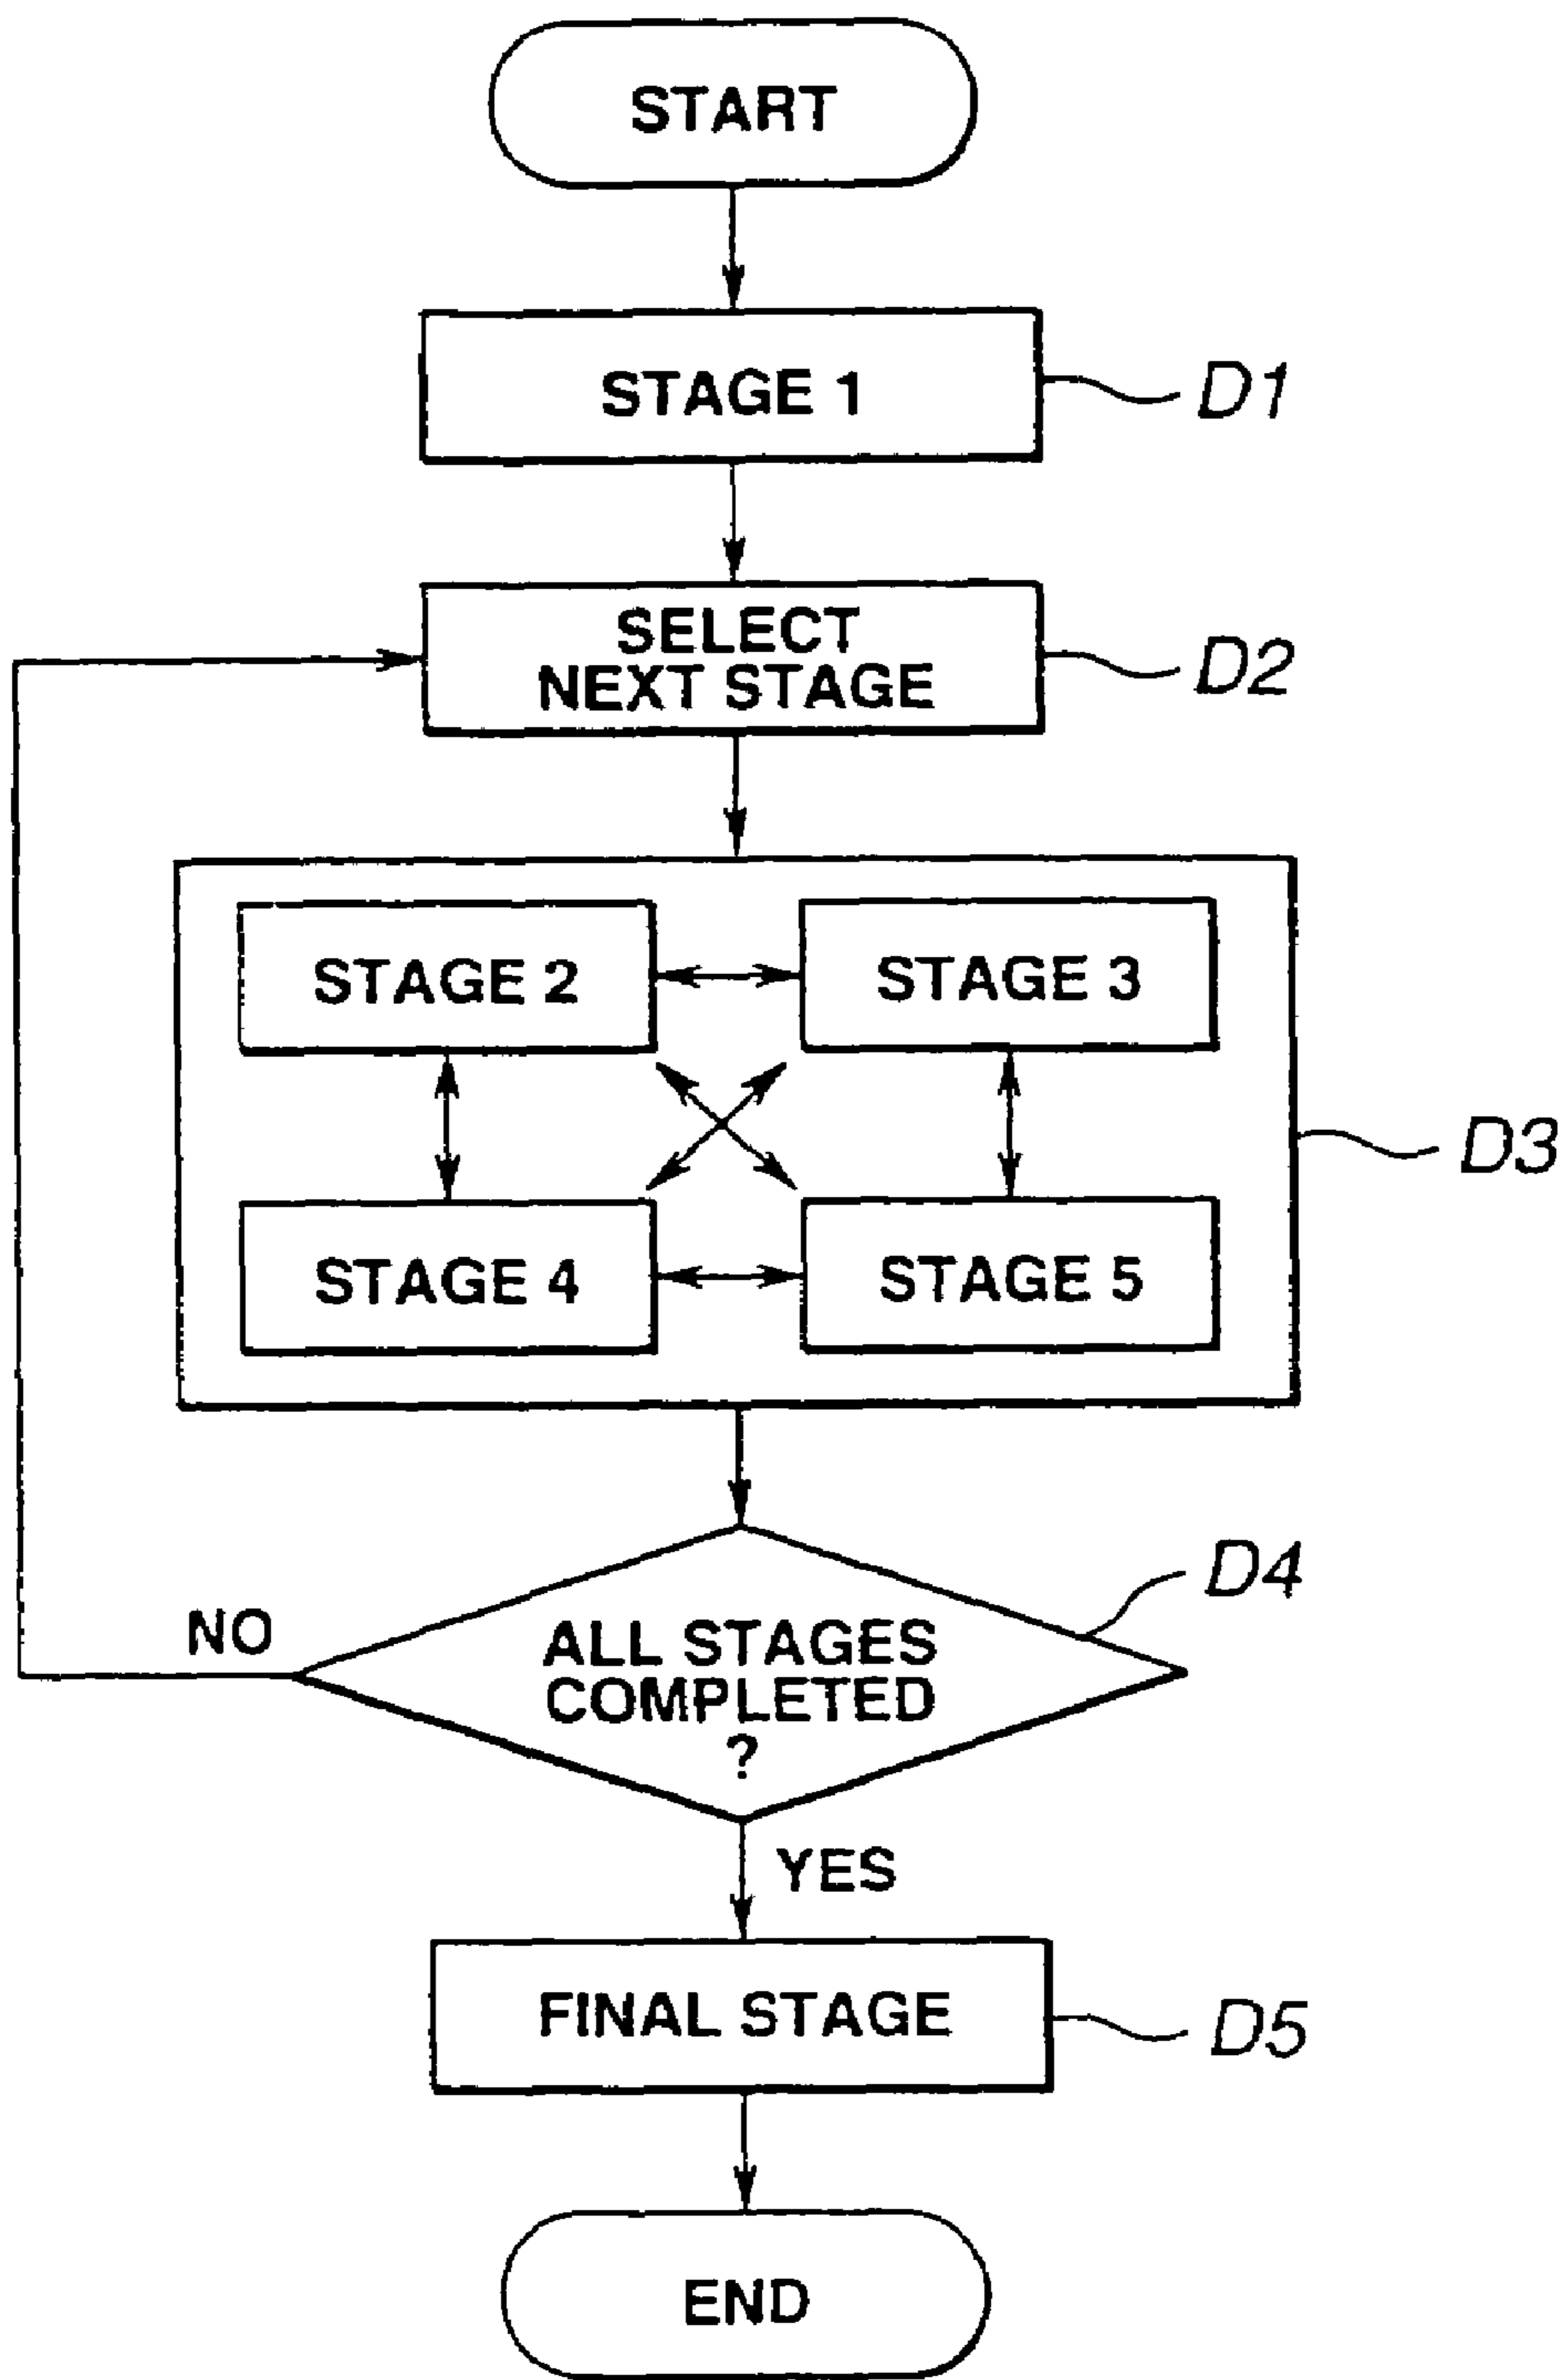 START
STAGE 1
D1
SELECT
NEXT STAGE
D2
STAGE 2
STAGE 3
D3
STAGE 4
STAGE 5
D4
NO
ALL STAGES
COMPLETED
?
YES
FINAL STAGE
D5
END